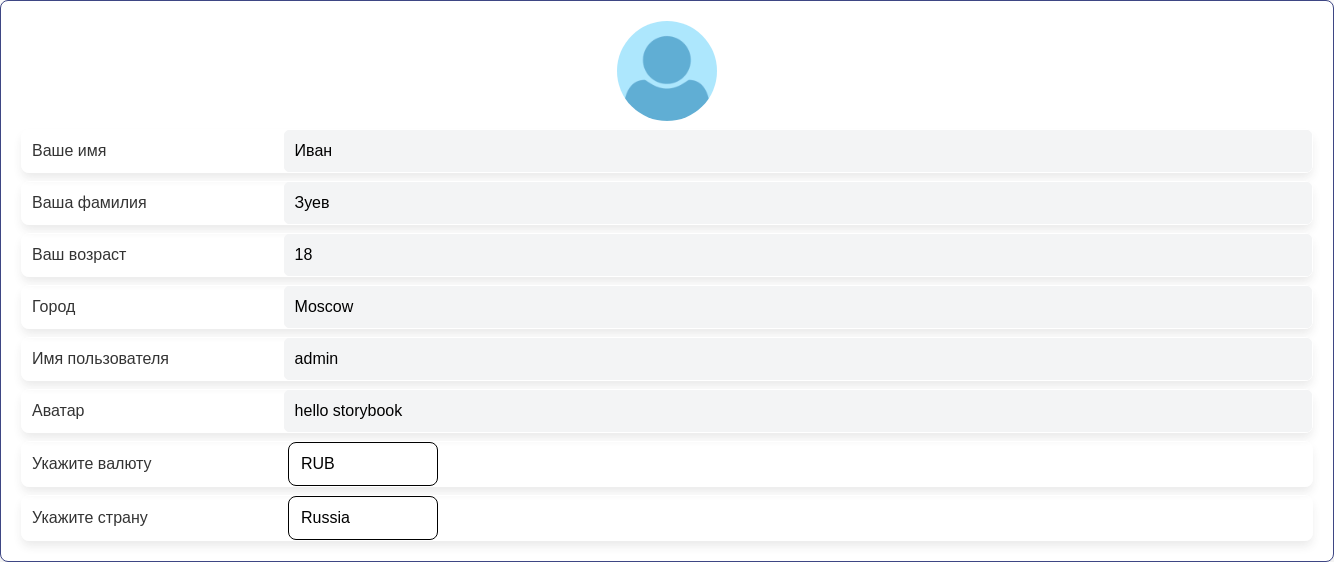 Ваше имя Иван
Ваша фамилия Зуев
Ваш возраст 18
Город Moscow
Имя пользователя admin
Аватар hello storybook
Укажите валюту RUB
Укажите страну Russia